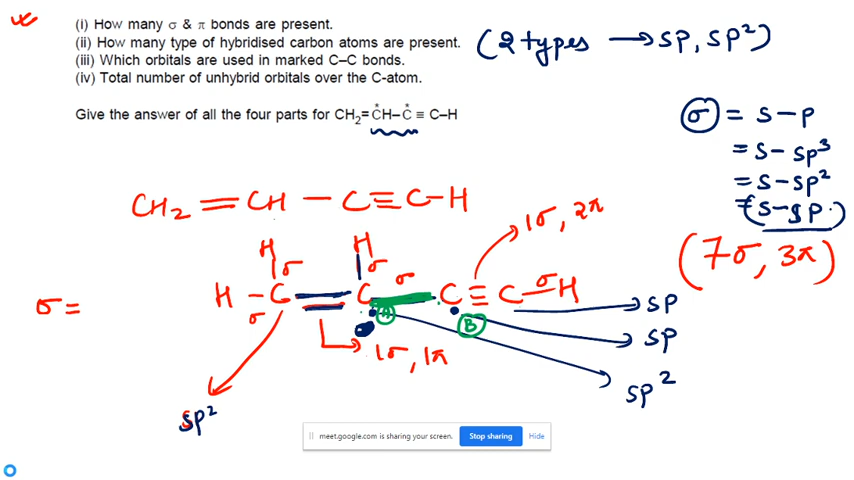 (i) How many σ & π bonds are present.
(ii) How many type of hybridised carbon atoms are present.
(2 types → sp, sp²)
(iii) Which orbitals are used in marked C–C bonds.
(iv) Total number of unhybrid orbitals over the C-atom.
Give the answer of all the four parts for CH₂=C*H–C*≡C–H
σ = s – p
= s – sp³
= s – sp²
= (s – sp.)
CH₂ = CH – C ≡ C – H
1σ, 2π
(7σ, 3π)
H H
σ σ σ σ
σ = H – C = C – C ≡ C – H
σ
A B
sp
sp
sp²
1σ, 1π
sp²
meet.google.com is sharing your screen. Stop sharing Hide